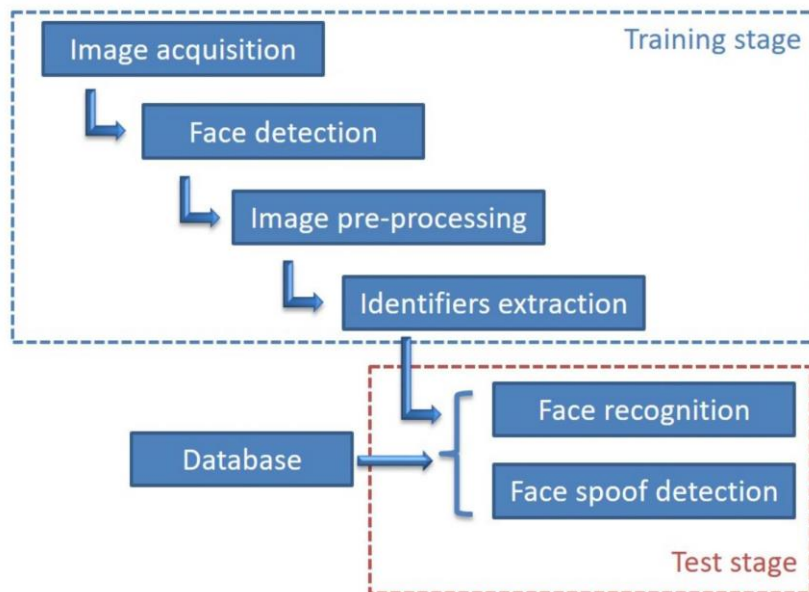 Training stage
Image acquisition
Face detection
Image pre-processing
Identifiers extraction
Face recognition
Database
Face spoof detection
Test stage